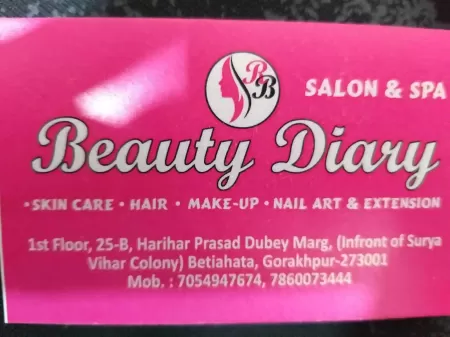 BB
SALON & SPA
Beauty Diary
•SKIN CARE • HAIR • MAKE-UP • NAIL ART & EXTENSION
1st Floor, 25-B, Harihar Prasad Dubey Marg, (Infront of Surya
Vihar Colony) Betiahata, Gorakhpur-273001
Mob. : 7054947674, 7860073444